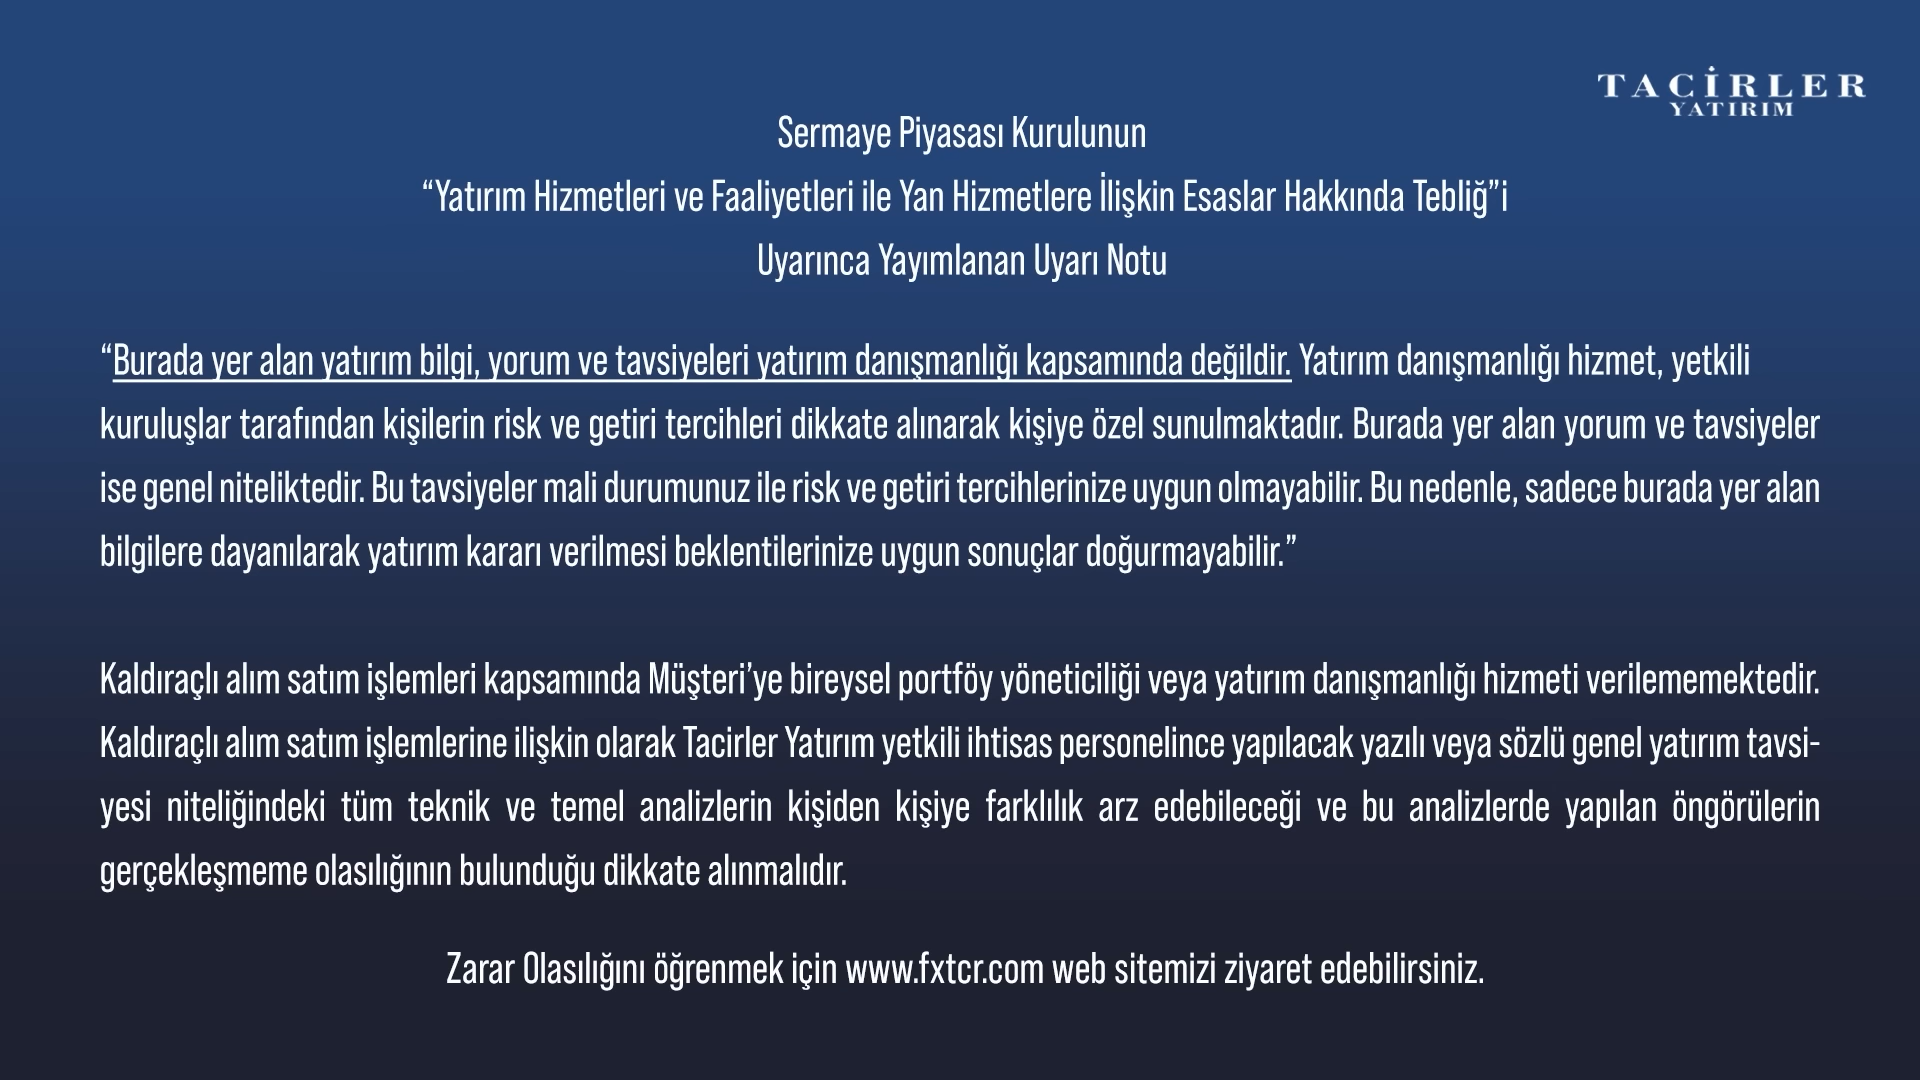 TACİRLER
YATIRIM
Sermaye Piyasası Kurulunun
“Yatırım Hizmetleri ve Faaliyetleri ile Yan Hizmetlere İlişkin Esaslar Hakkında Tebliğ”i
Uyarınca Yayımlanan Uyarı Notu
“Burada yer alan yatırım bilgi, yorum ve tavsiyeleri yatırım danışmanlığı kapsamında değildir. Yatırım danışmanlığı hizmet, yetkili
kuruluşlar tarafından kişilerin risk ve getiri tercihleri dikkate alınarak kişiye özel sunulmaktadır. Burada yer alan yorum ve tavsiyeler
ise genel niteliktedir. Bu tavsiyeler mali durumunuz ile risk ve getiri tercihlerinize uygun olmayabilir. Bu nedenle, sadece burada yer alan
bilgilere dayanılarak yatırım kararı verilmesi beklentilerinize uygun sonuçlar doğurmayabilir.”
Kaldıraçlı alım satım işlemleri kapsamında Müşteri’ye bireysel portföy yöneticiliği veya yatırım danışmanlığı hizmeti verilememektedir.
Kaldıraçlı alım satım işlemlerine ilişkin olarak Tacirler Yatırım yetkili ihtisas personelince yapılacak yazılı veya sözlü genel yatırım tavsi-
yesi niteliğindeki tüm teknik ve temel analizlerin kişiden kişiye farklılık arz edebileceği ve bu analizlerde yapılan öngörülerin
gerçekleşmeme olasılığının bulunduğu dikkate alınmalıdır.
Zarar Olasılığını öğrenmek için www.fxtcr.com web sitemizi ziyaret edebilirsiniz.